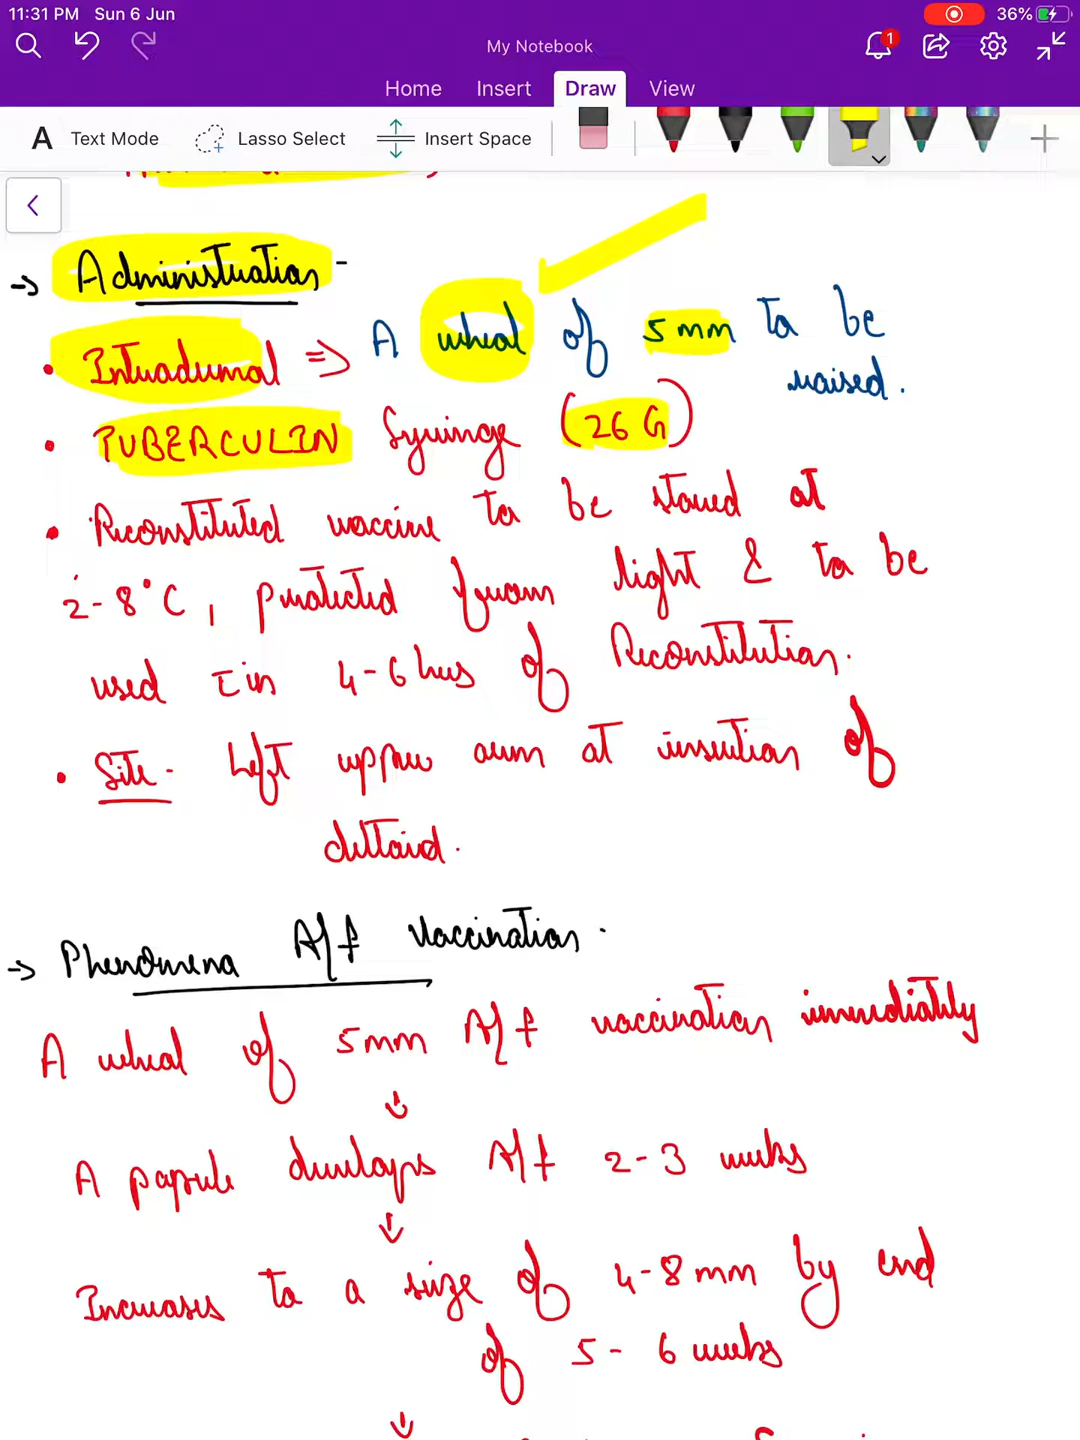 11:31 PM Sun 6 Jun 36%
My Notebook 1
Home Insert Draw View
A Text Mode Lasso Select Insert Space
→ Administration -
• Intradermal ⇒ A wheal of 5 mm to be
raised.
• TUBERCULIN Syringe (26 G)
• Reconstituted vaccine to be stored at
2-8°C, protected from light & to be
used c in 4-6 hrs of Reconstitution.
• Site - Left upper arm at insertion of
deltoid.
→ Phenomena A/f Vaccination.
A wheal of 5mm A/f vaccination immediately
↓
A papule develops A/f 2-3 weeks
↓
Increases to a size of 4-8 mm by end
of 5-6 weeks
↓